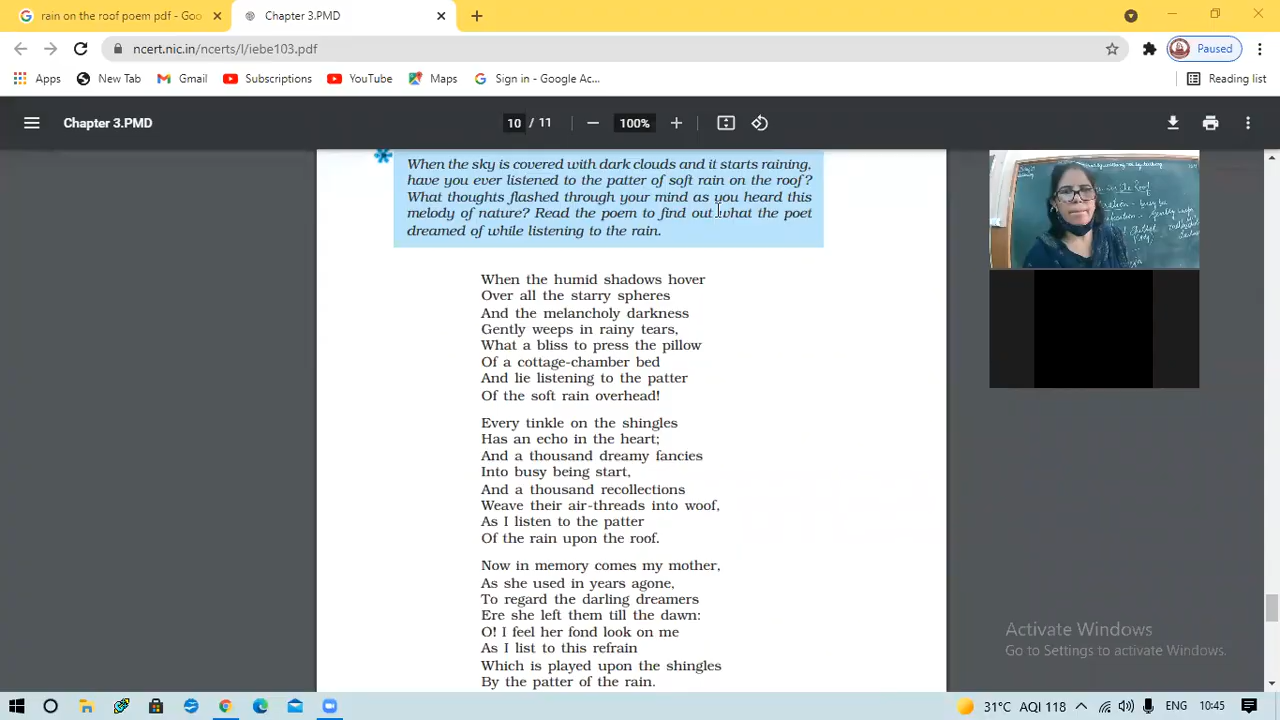 rain on the roof poem pdf - Goo
Chapter 3.PMD
ncert.nic.in/ncerts/l/iebe103.pdf
Paused
Apps
New Tab
Gmail
Subscriptions
YouTube
Maps
Sign in - Google Ac...
Reading list
Chapter 3.PMD
10 / 11
100%
When the sky is covered with dark clouds and it starts raining,
have you ever listened to the patter of soft rain on the roof?
What thoughts flashed through your mind as you heard this
melody of nature? Read the poem to find out what the poet
dreamed of while listening to the rain.
When the humid shadows hover
Over all the starry spheres
And the melancholy darkness
Gently weeps in rainy tears,
What a bliss to press the pillow
Of a cottage-chamber bed
And lie listening to the patter
Of the soft rain overhead!
Every tinkle on the shingles
Has an echo in the heart;
And a thousand dreamy fancies
Into busy being start,
And a thousand recollections
Weave their air-threads into woof,
As I listen to the patter
Of the rain upon the roof.
Now in memory comes my mother,
As she used in years agone,
To regard the darling dreamers
Ere she left them till the dawn:
O! I feel her fond look on me
As I list to this refrain
Which is played upon the shingles
By the patter of the rain.
the Roof
busy be
Gently weeps
Activate Windows
Go to Settings to activate Windows.
31°C AQI 118
ENG
10:45